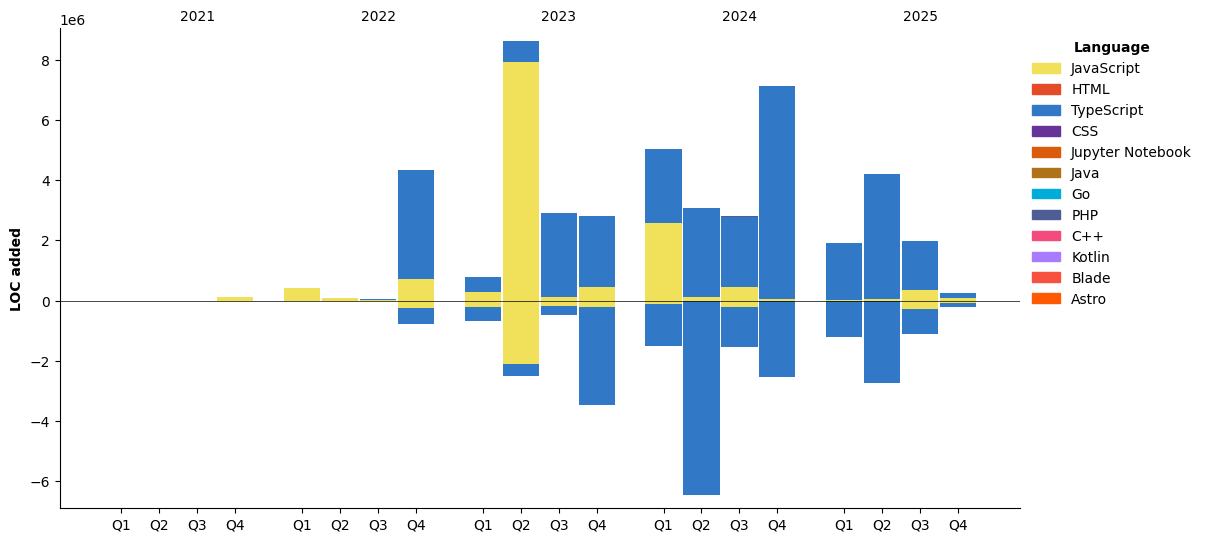 1e6
2021 2022 2023 2024 2025
8
6
4
2
0
−2
−4
−6
LOC added
Q1 Q2 Q3 Q4 Q1 Q2 Q3 Q4 Q1 Q2 Q3 Q4 Q1 Q2 Q3 Q4 Q1 Q2 Q3 Q4
Language
JavaScript
HTML
TypeScript
CSS
Jupyter Notebook
Java
Go
PHP
C++
Kotlin
Blade
Astro